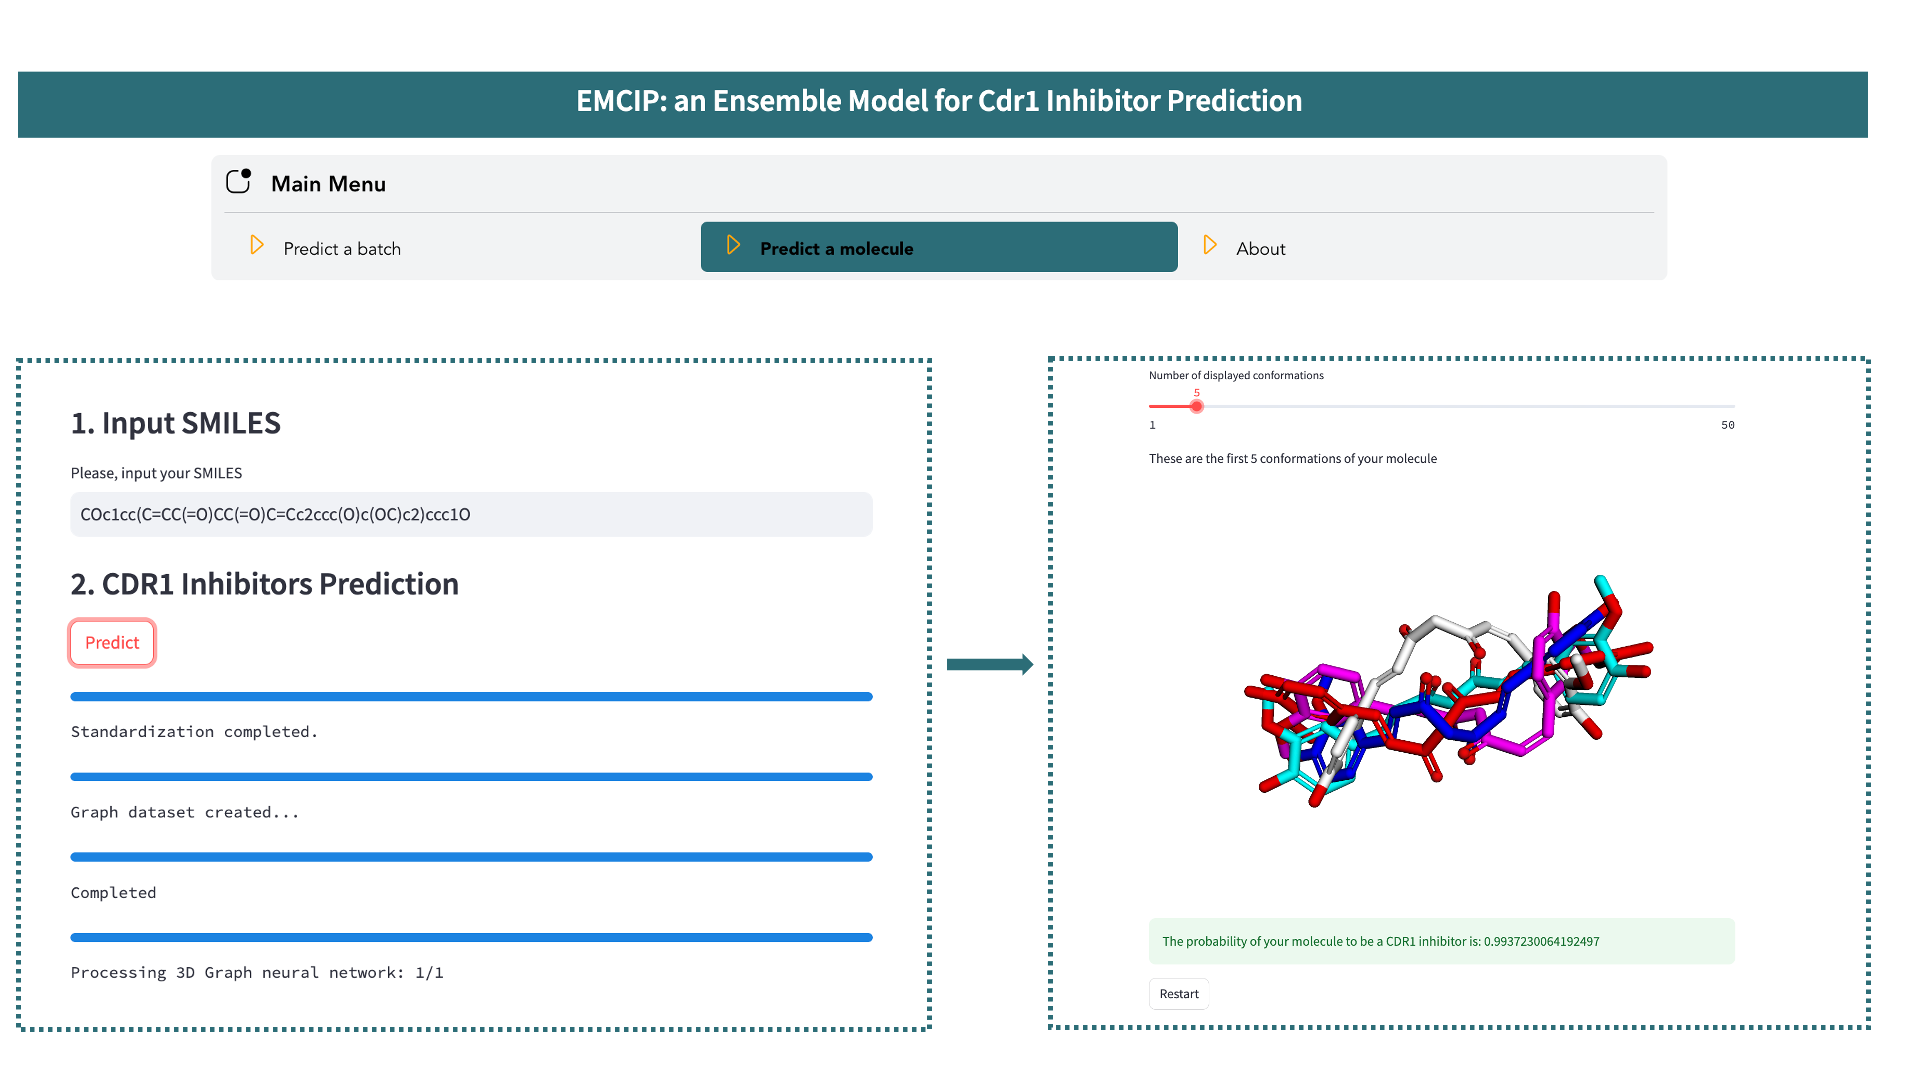 EMCIP: an Ensemble Model for Cdr1 Inhibitor Prediction
Main Menu
Predict a batch
Predict a molecule
About
1. Input SMILES
Please, input your SMILES
COc1cc(C=CC(=O)CC(=O)C=Cc2ccc(O)c(OC)c2)ccc1O
2. CDR1 Inhibitors Prediction
Predict
Standardization completed.
Graph dataset created...
Completed
Processing 3D Graph neural network: 1/1
Number of displayed conformations
5
1
50
These are the first 5 conformations of your molecule
The probability of your molecule to be a CDR1 inhibitor is: 0.9937230064192497
Restart